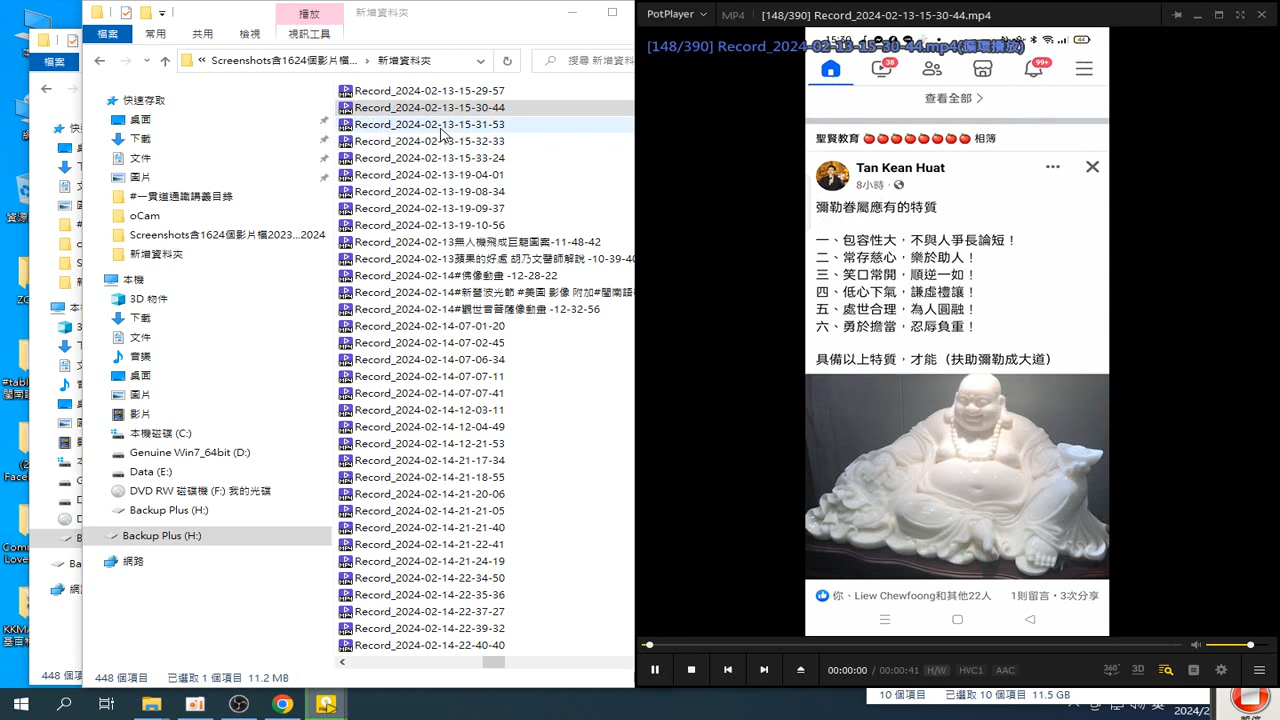 檔案
常用
共用
檢視
播放
視訊工具
新增資料夾
Screenshots含1624個影片檔...
新增資料夾
搜尋 新增資料
快速存取
桌面
下載
文件
圖片
#一貫道通識講義目錄
oCam
Screenshots含1624個影片檔2023...2024
新增資料夾
本機
3D 物件
下載
文件
音樂
桌面
圖片
影片
本機磁碟 (C:)
Genuine Win7_64bit (D:)
Data (E:)
DVD RW 磁碟機 (F:) 我的光碟
Backup Plus (H:)
Backup Plus (H:)
網路
448 個項目
已選取 1 個項目
11.2 MB
Record_2024-02-13-15-29-57
Record_2024-02-13-15-30-44
Record_2024-02-13-15-31-53
Record_2024-02-13-15-32-33
Record_2024-02-13-15-33-24
Record_2024-02-13-19-04-01
Record_2024-02-13-19-08-34
Record_2024-02-13-19-09-37
Record_2024-02-13-19-10-56
Record_2024-02-13無人機飛成巨龍圖案-11-48-42
Record_2024-02-13蘋果的好處 胡乃文醫師解說 -10-39-40
Record_2024-02-14#佛像動畫 -12-28-22
Record_2024-02-14#新晉波光節 #美國 影像 附加#閩南語
Record_2024-02-14#觀世音菩薩像動畫 -12-32-56
Record_2024-02-14-07-01-20
Record_2024-02-14-07-02-45
Record_2024-02-14-07-06-34
Record_2024-02-14-07-07-11
Record_2024-02-14-07-07-41
Record_2024-02-14-12-03-11
Record_2024-02-14-12-04-49
Record_2024-02-14-12-21-53
Record_2024-02-14-21-17-34
Record_2024-02-14-21-18-55
Record_2024-02-14-21-20-06
Record_2024-02-14-21-21-05
Record_2024-02-14-21-21-40
Record_2024-02-14-21-22-41
Record_2024-02-14-21-24-19
Record_2024-02-14-22-34-50
Record_2024-02-14-22-35-36
Record_2024-02-14-22-37-27
Record_2024-02-14-22-39-32
Record_2024-02-14-22-40-40
PotPlayer
MP4
[148/390] Record_2024-02-13-15-30-44.mp4
[148/390] Record_2024-02-13-15-30-44.mp4(循環播放)
38
99+
查看全部
聖賢教育 相簿
Tan Kean Huat
8小時
彌勒眷屬應有的特質
一、包容性大，不與人爭長論短！
二、常存慈心，樂於助人！
三、笑口常開，順逆一如！
四、低心下氣，謙虛禮讓！
五、處世合理，為人圓融！
六、勇於擔當，忍辱負重！
具備以上特質，才能（扶助彌勒成大道）
你、Liew Chewfoong和其他22人
1則留言・3次分享
00:00:00 / 00:00:41
H/W
HVC1
AAC
360°
3D
10 個項目
已選取 10 個項目
11.5 GB
2024/2